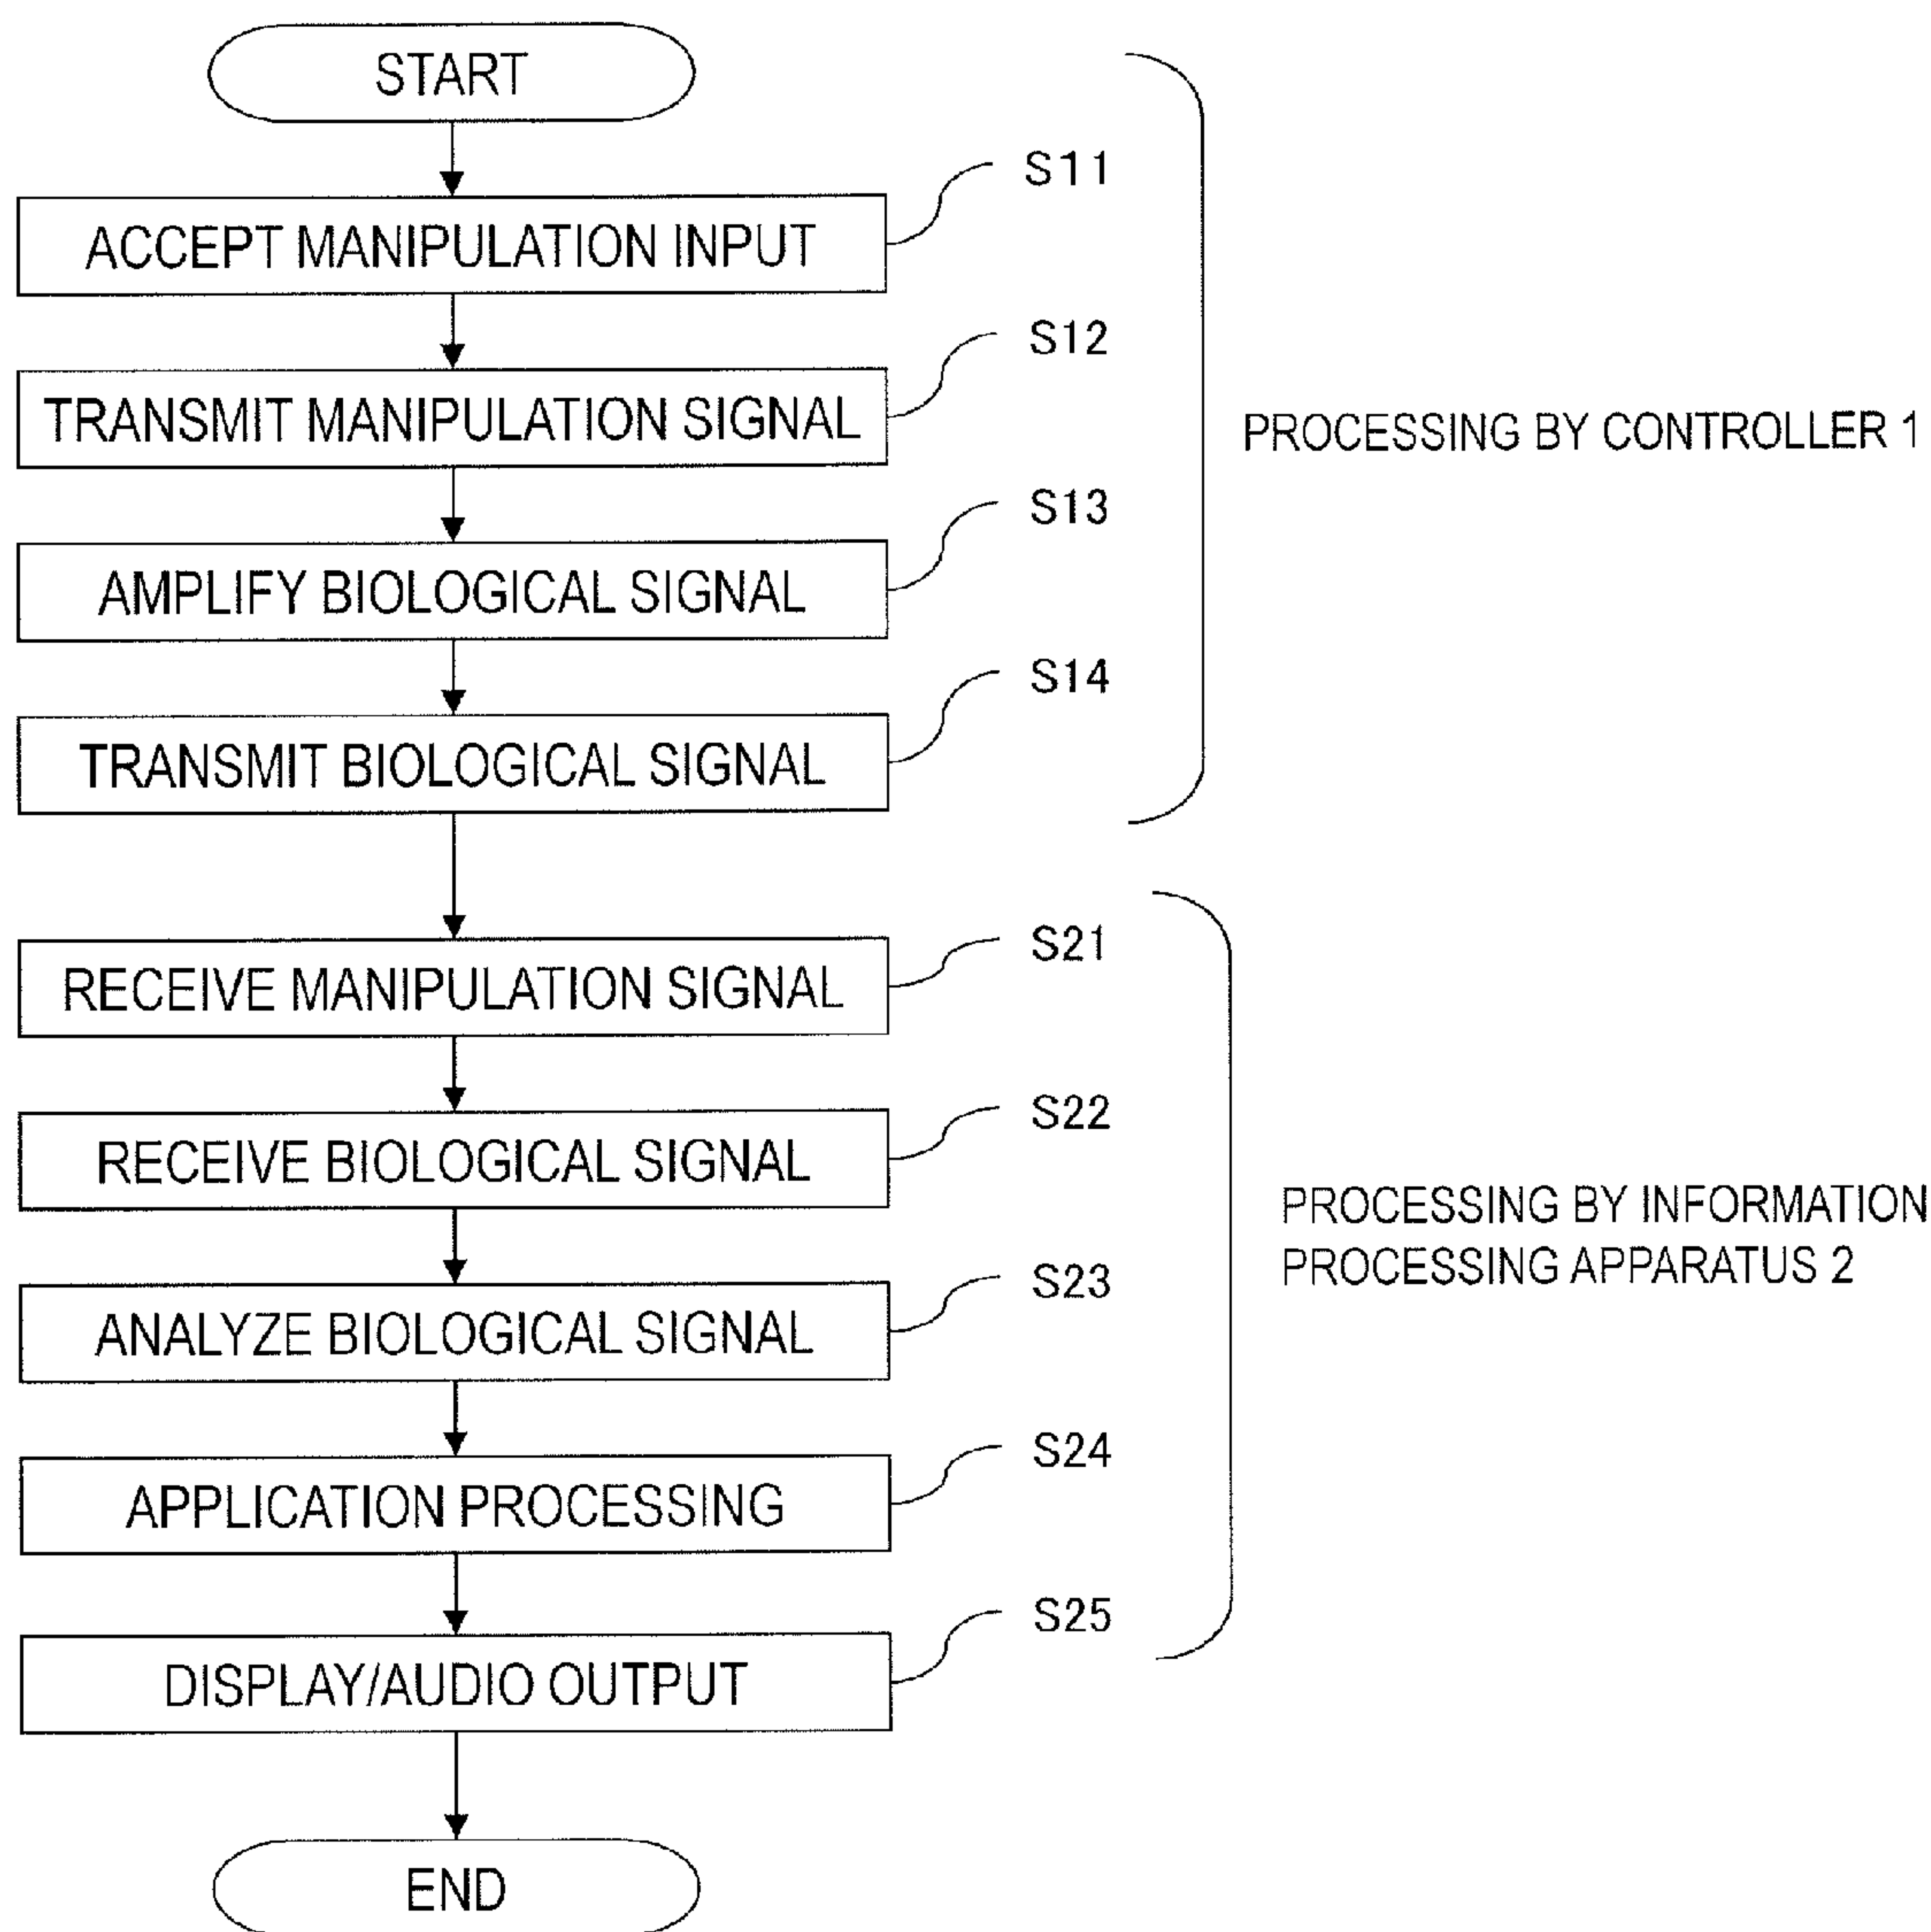 START
S11
ACCEPT MANIPULATION INPUT
S12
TRANSMIT MANIPULATION SIGNAL
PROCESSING BY CONTROLLER 1
S13
AMPLIFY BIOLOGICAL SIGNAL
S14
TRANSMIT BIOLOGICAL SIGNAL
S21
RECEIVE MANIPULATION SIGNAL
S22
RECEIVE BIOLOGICAL SIGNAL
PROCESSING BY INFORMATION
PROCESSING APPARATUS 2
S23
ANALYZE BIOLOGICAL SIGNAL
S24
APPLICATION PROCESSING
S25
DISPLAY/AUDIO OUTPUT
END